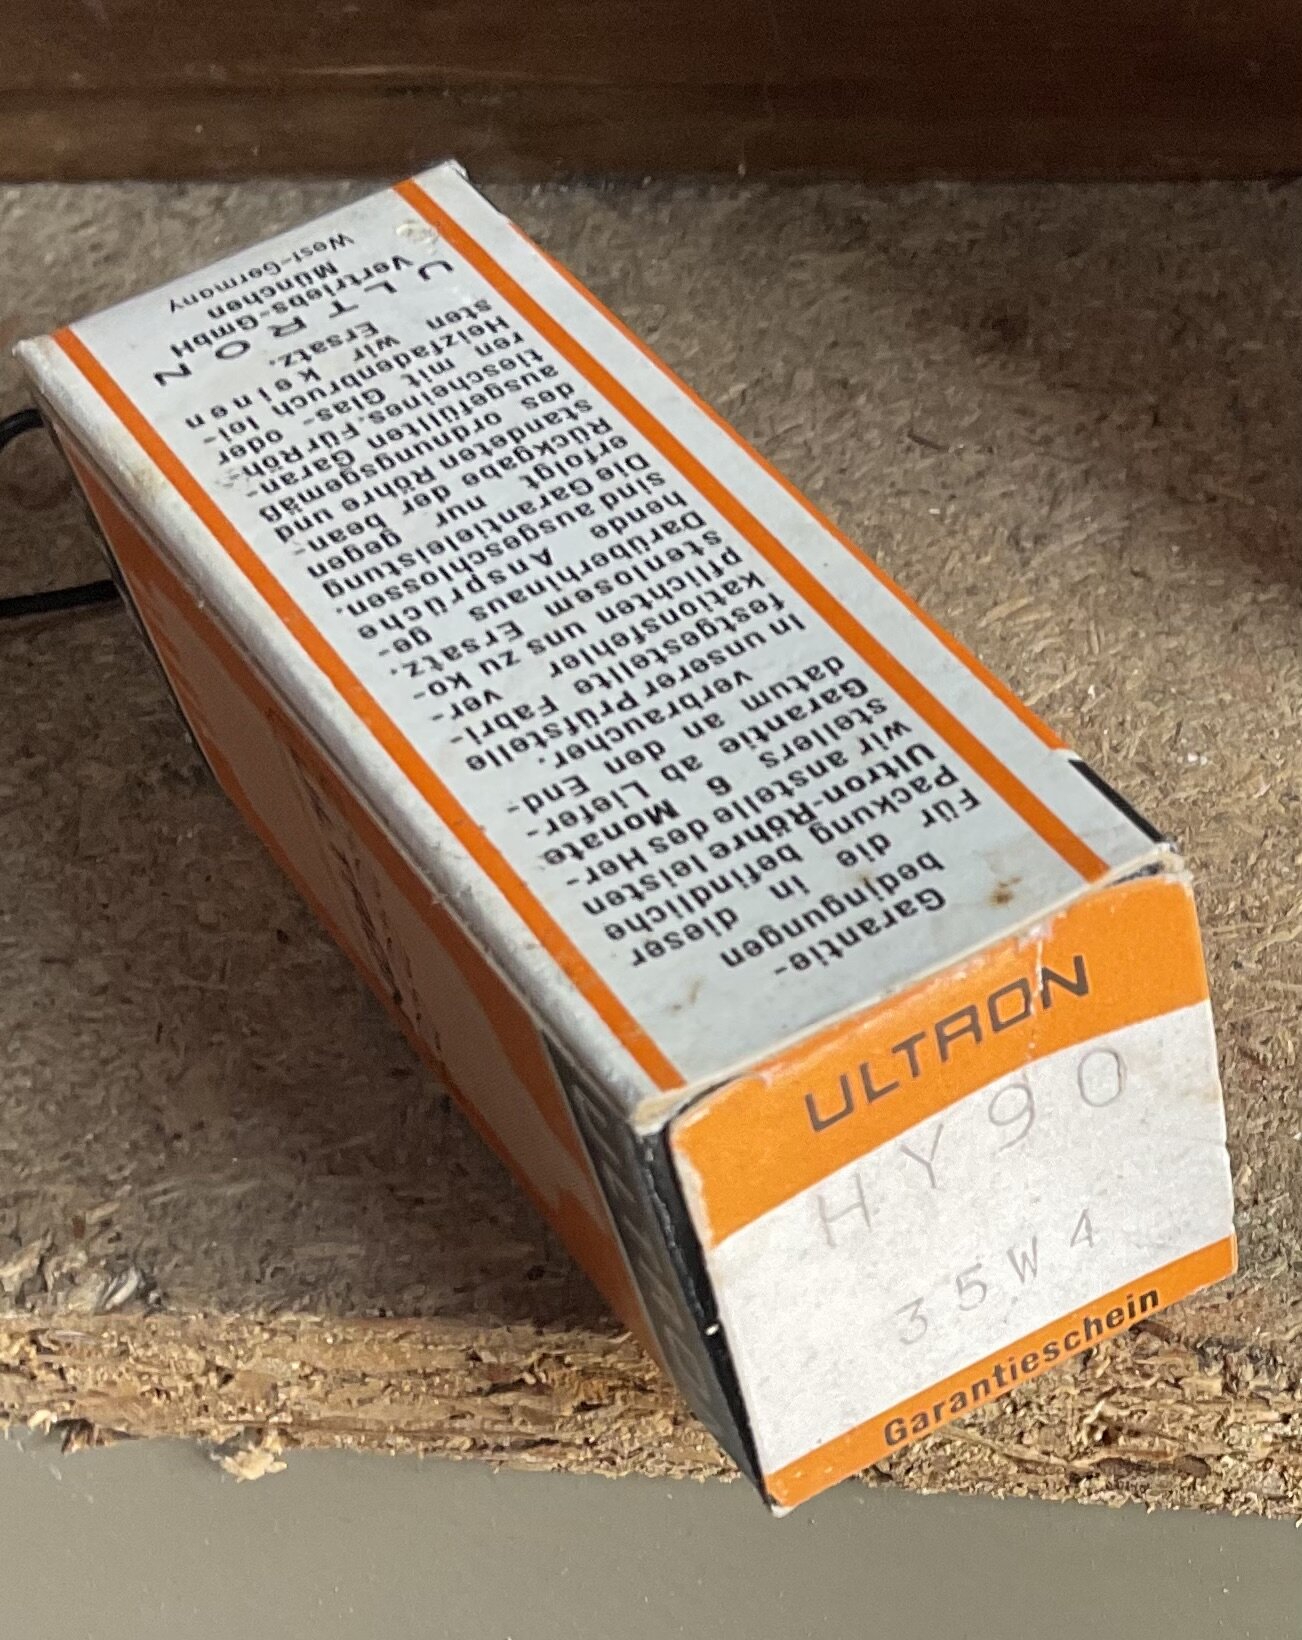 Garantie-
bedingungen
Für die in dieser
Packung befindliche
Ultron-Röhre leisten
wir anstelle des Her-
stellers 6 Monate
Garantie ab Liefer-
datum an den End-
verbraucher.
In unserer Prüfstelle
festgestellte Fabri-
kationsfehler ver-
pflichten uns zu ko-
stenlosem Ersatz.
Darüberhinaus ge-
hende Ansprüche
sind ausgeschlossen.
Die Garantieleistung
erfolgt nur gegen
Rückgabe der bean-
standeten Röhre und
des ordnungsgemäß
ausgefüllten Garan-
tiescheines. Für Röh-
ren mit Glas- oder
Heizfadenbruch lei-
sten wir keinen
Ersatz.
ULTRON
Vertriebs-GmbH
München
West-Germany
ULTRON
HY90
35W4
Garantieschein